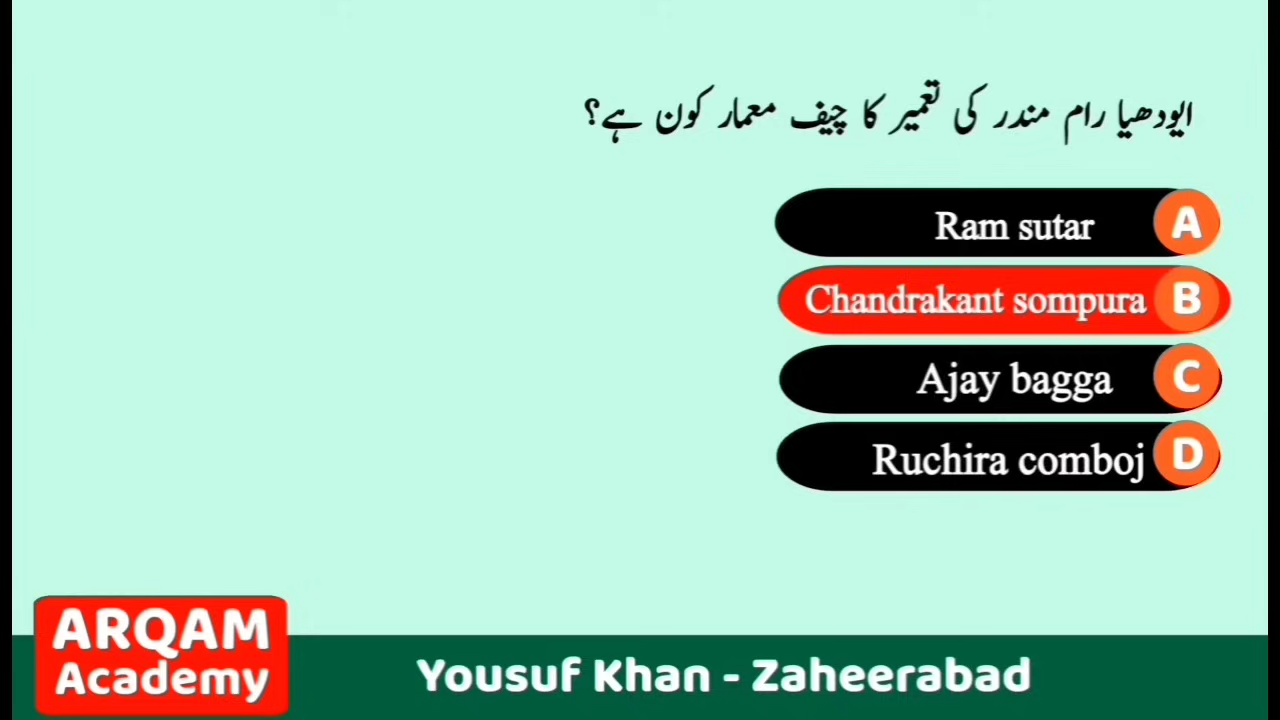 ایودھیا رام مندر کی تعمیر کا چیف معمار کون ہے؟
Ram sutar A
Chandrakant sompura B
Ajay bagga C
Ruchira comboj D
ARQAM
Academy
Yousuf Khan - Zaheerabad